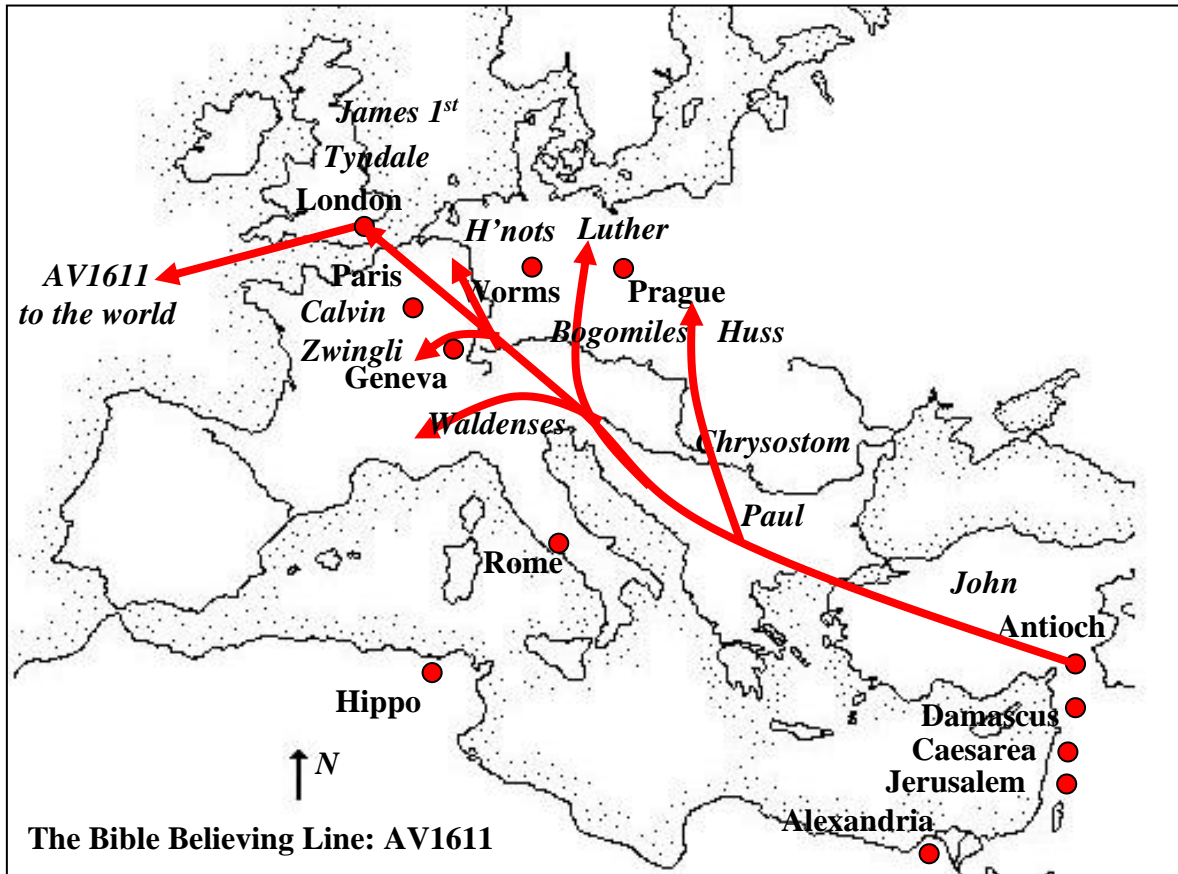 James 1st
Tyndale
London
H'nots
Luther
AV1611
to the world
Paris
Worms
Prague
Calvin
Bogomiles
Huss
Zwingli
Geneva
Waldenses
Chrysostom
Paul
Rome
John
Antioch
Hippo
Damascus
Caesarea
N
Jerusalem
Alexandria
The Bible Believing Line: AV1611